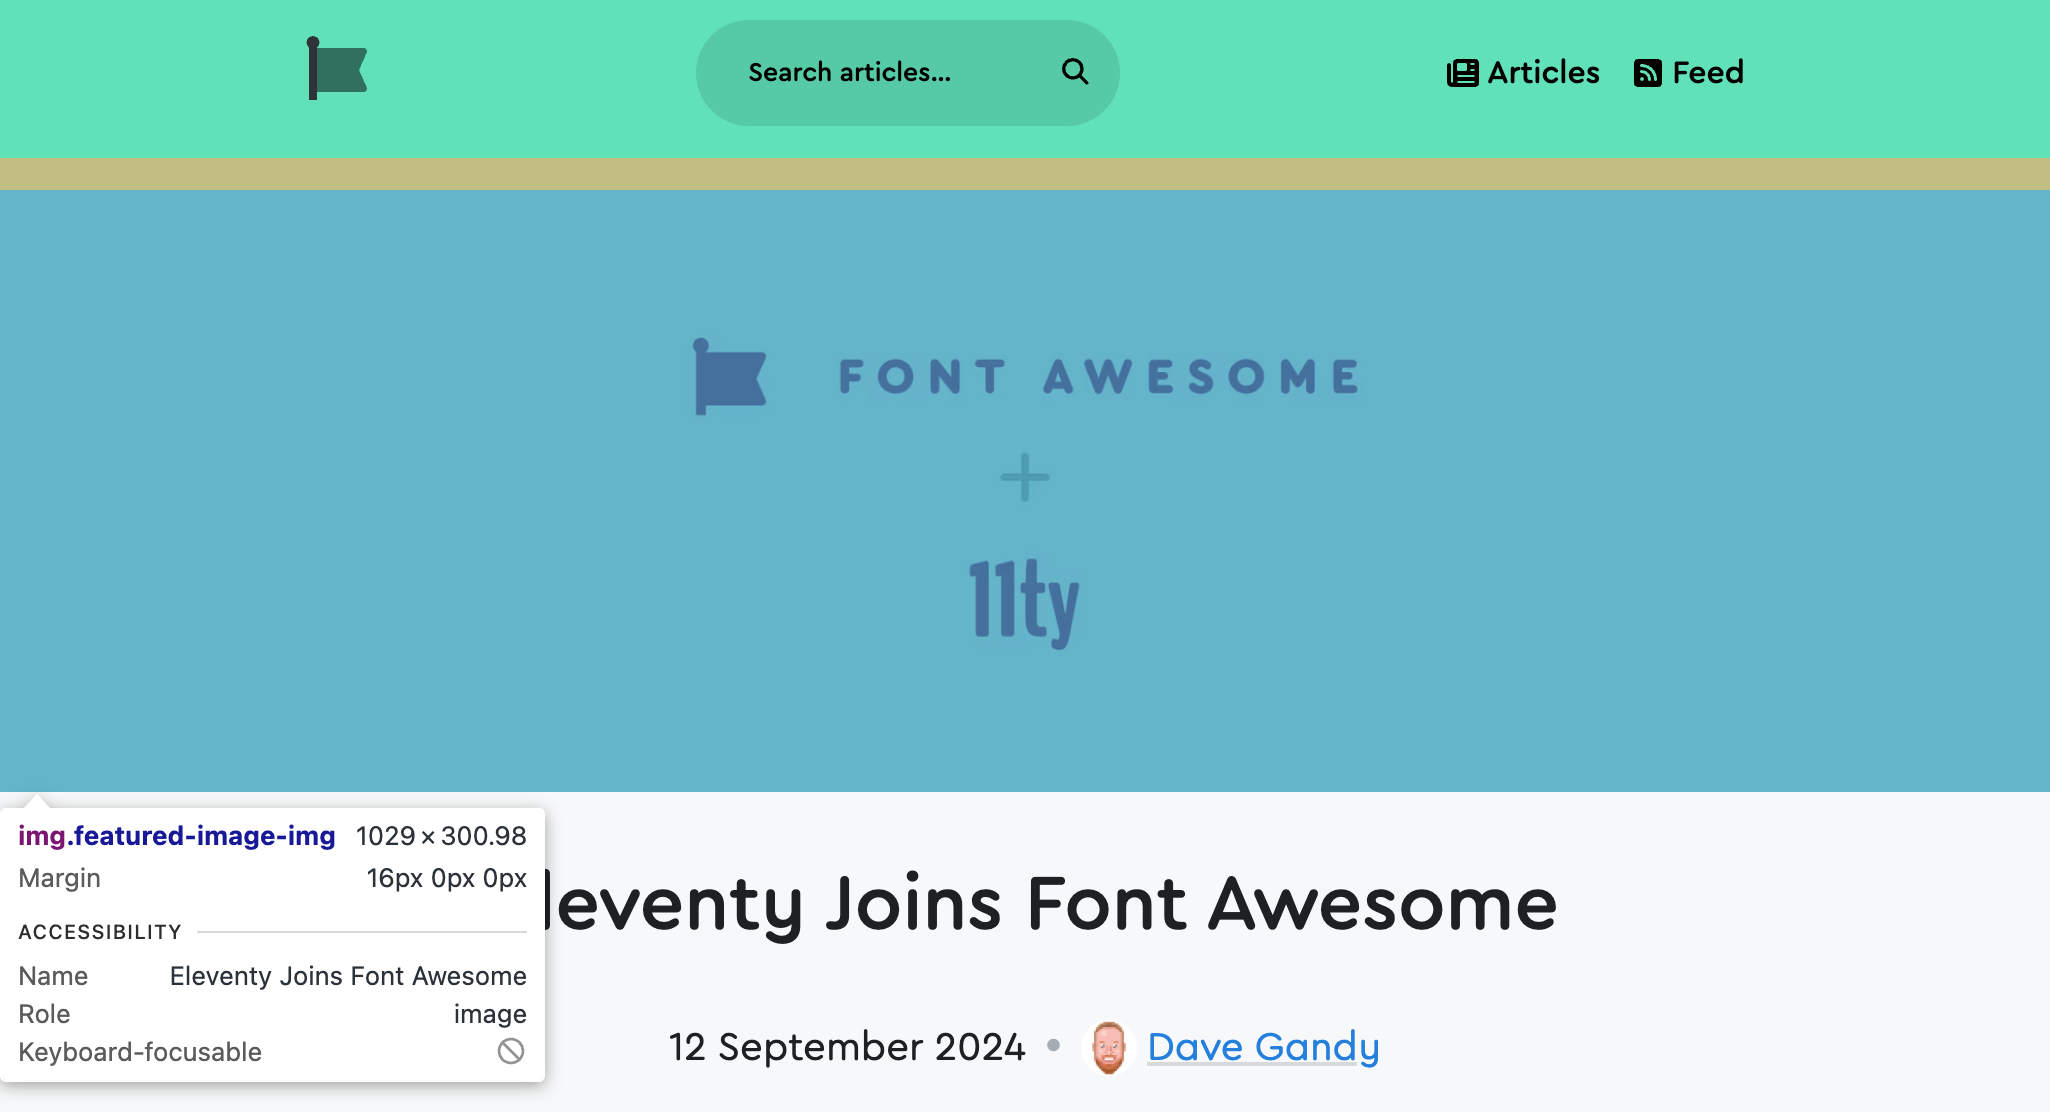 Search articles...
Articles
Feed
FONT AWESOME
+
11ty
img.featured-image-img 1029 × 300.98
Margin 16px 0px 0px
ACCESSIBILITY
Name Eleventy Joins Font Awesome
Role image
Keyboard-focusable
leventy Joins Font Awesome
12 September 2024 • Dave Gandy